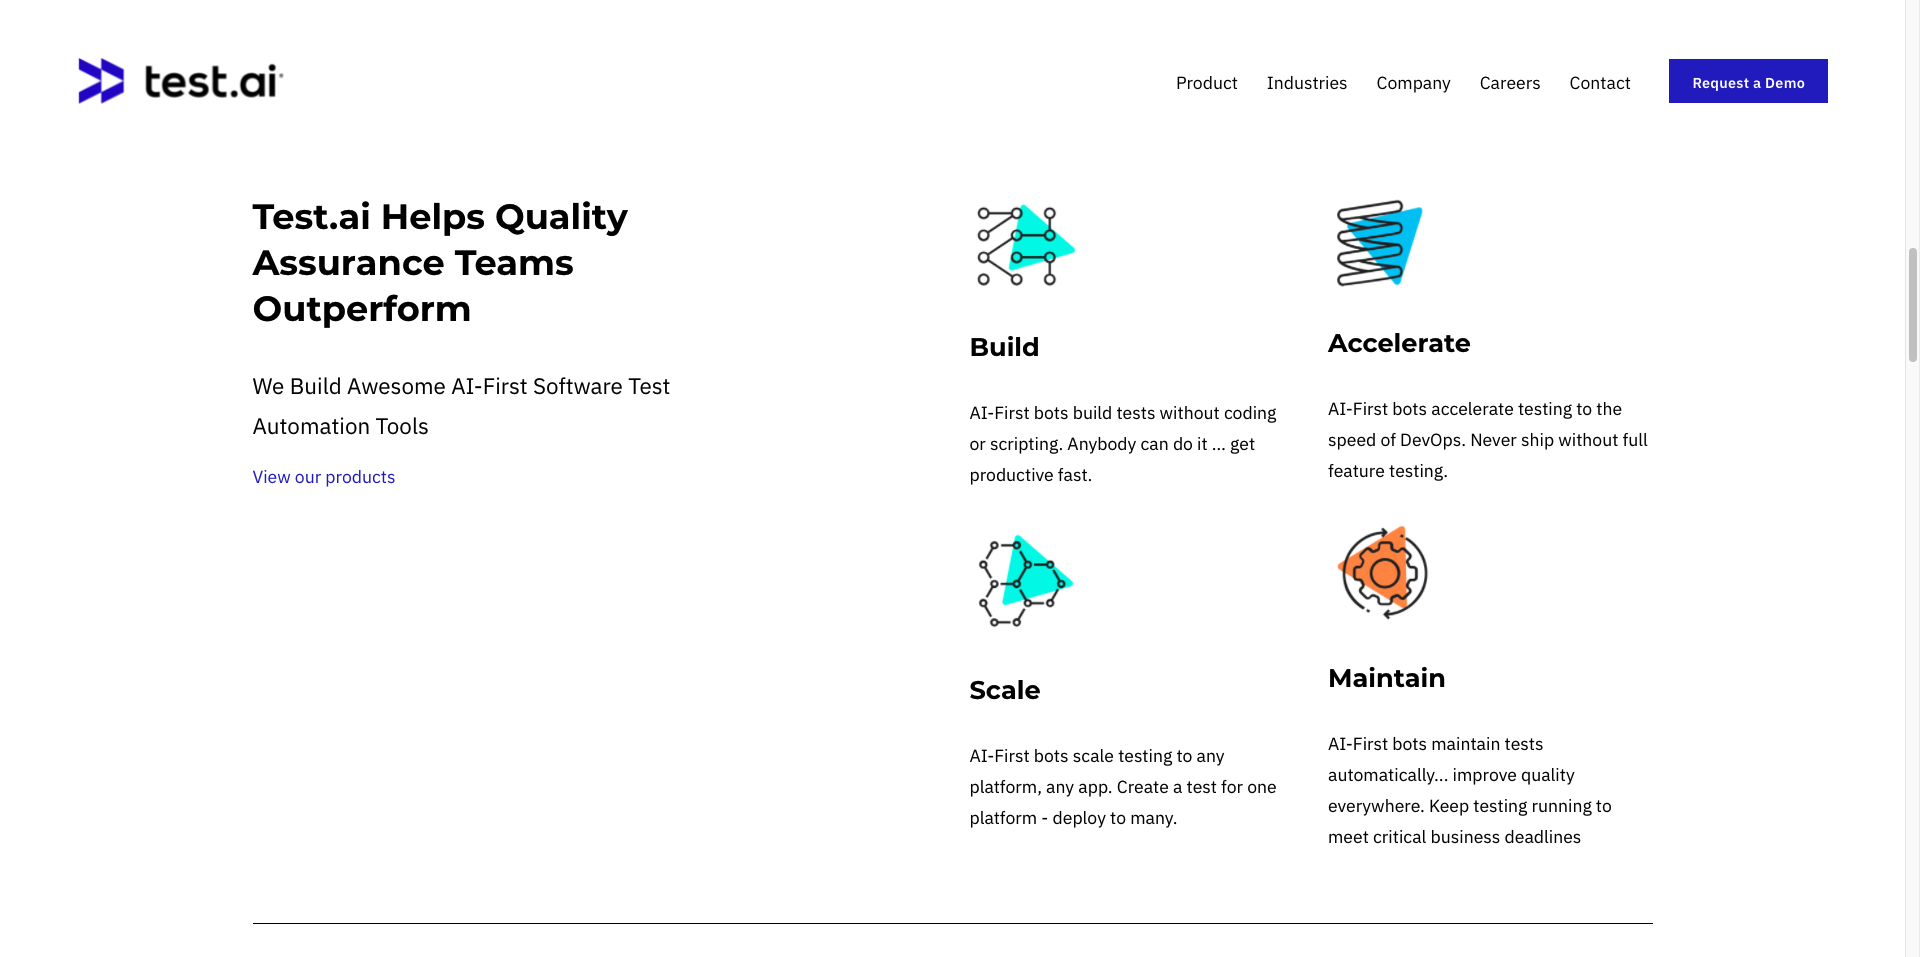 test.ai
Product
Industries
Company
Careers
Contact
Request a Demo
Test.ai Helps Quality
Assurance Teams
Outperform
We Build Awesome AI-First Software Test
Automation Tools
View our products
Build
AI-First bots build tests without coding
or scripting. Anybody can do it ... get
productive fast.
Accelerate
AI-First bots accelerate testing to the
speed of DevOps. Never ship without full
feature testing.
Scale
AI-First bots scale testing to any
platform, any app. Create a test for one
platform - deploy to many.
Maintain
AI-First bots maintain tests
automatically... improve quality
everywhere. Keep testing running to
meet critical business deadlines